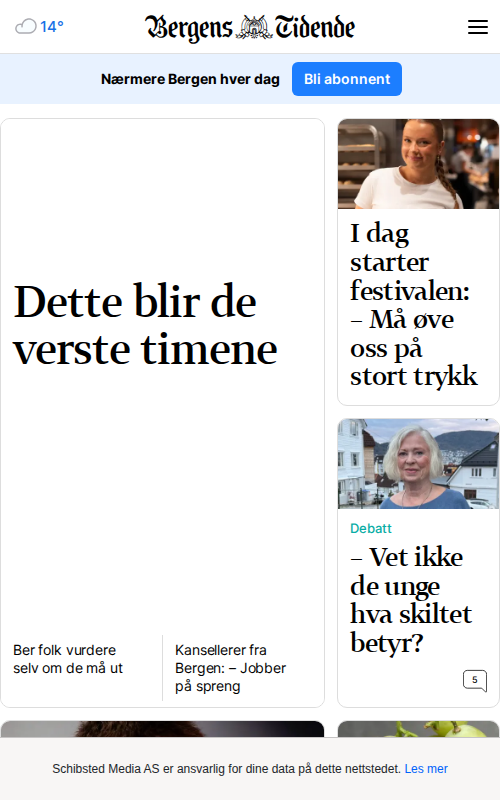 14°
Bergens Tidende
Nærmere Bergen hver dag
Bli abonnent
Dette blir de
verste timene
Ber folk vurdere
selv om de må ut
Kansellerer fra
Bergen: – Jobber
på spreng
I dag
starter
festivalen:
– Må øve
oss på
stort trykk
Debatt
– Vet ikke
de unge
hva skiltet
betyr?
5
Schibsted Media AS er ansvarlig for dine data på dette nettstedet. Les mer